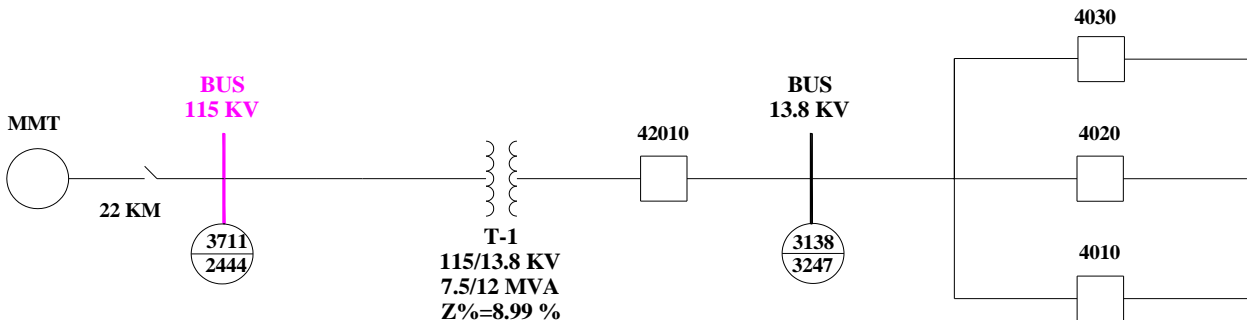 4030
BUS
115 KV
BUS
13.8 KV
MMT
42010
4020
22 KM
3711
2444
T-1
115/13.8 KV
7.5/12 MVA
Z%=8.99 %
3138
3247
4010